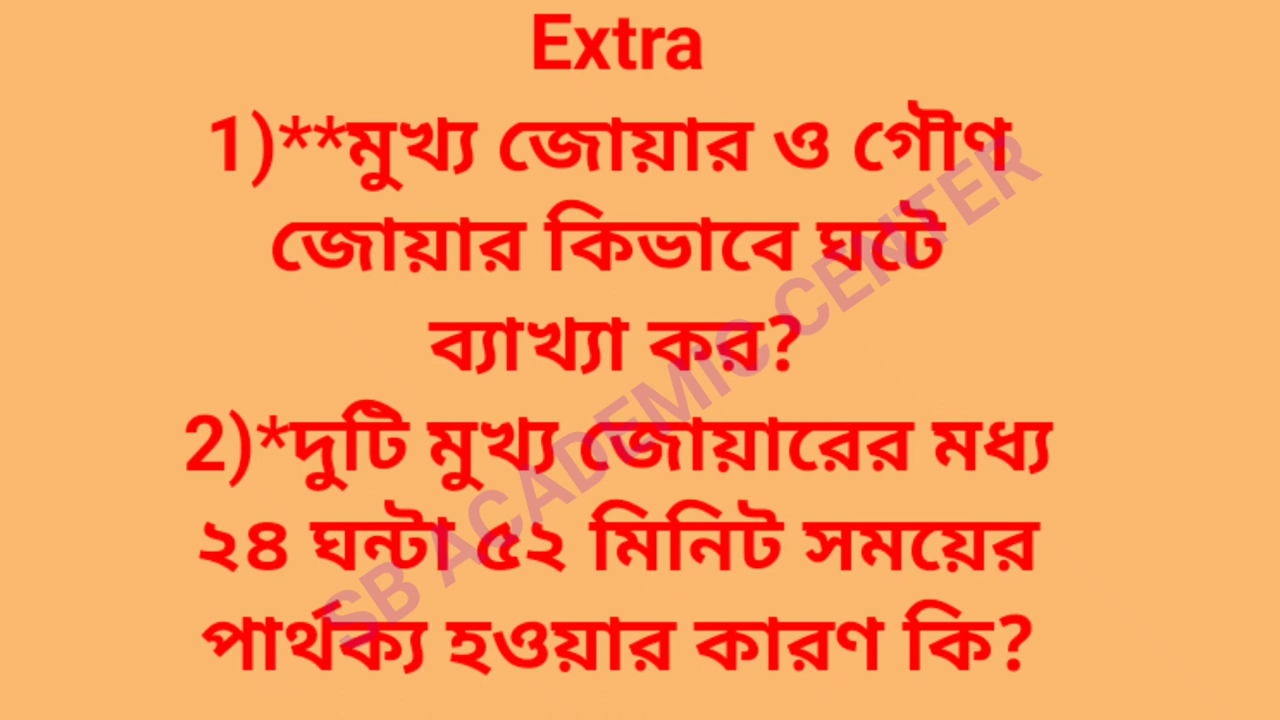 Extra
1)**মুখ্য জোয়ার ও গৌণ
জোয়ার কিভাবে ঘটে
ব্যাখ্যা কর?
2)*দুটি মুখ্য জোয়ারের মধ্য
২৪ ঘন্টা ৫২ মিনিট সময়ের
পার্থক্য হওয়ার কারণ কি?
SB ACADEMIC CENTER